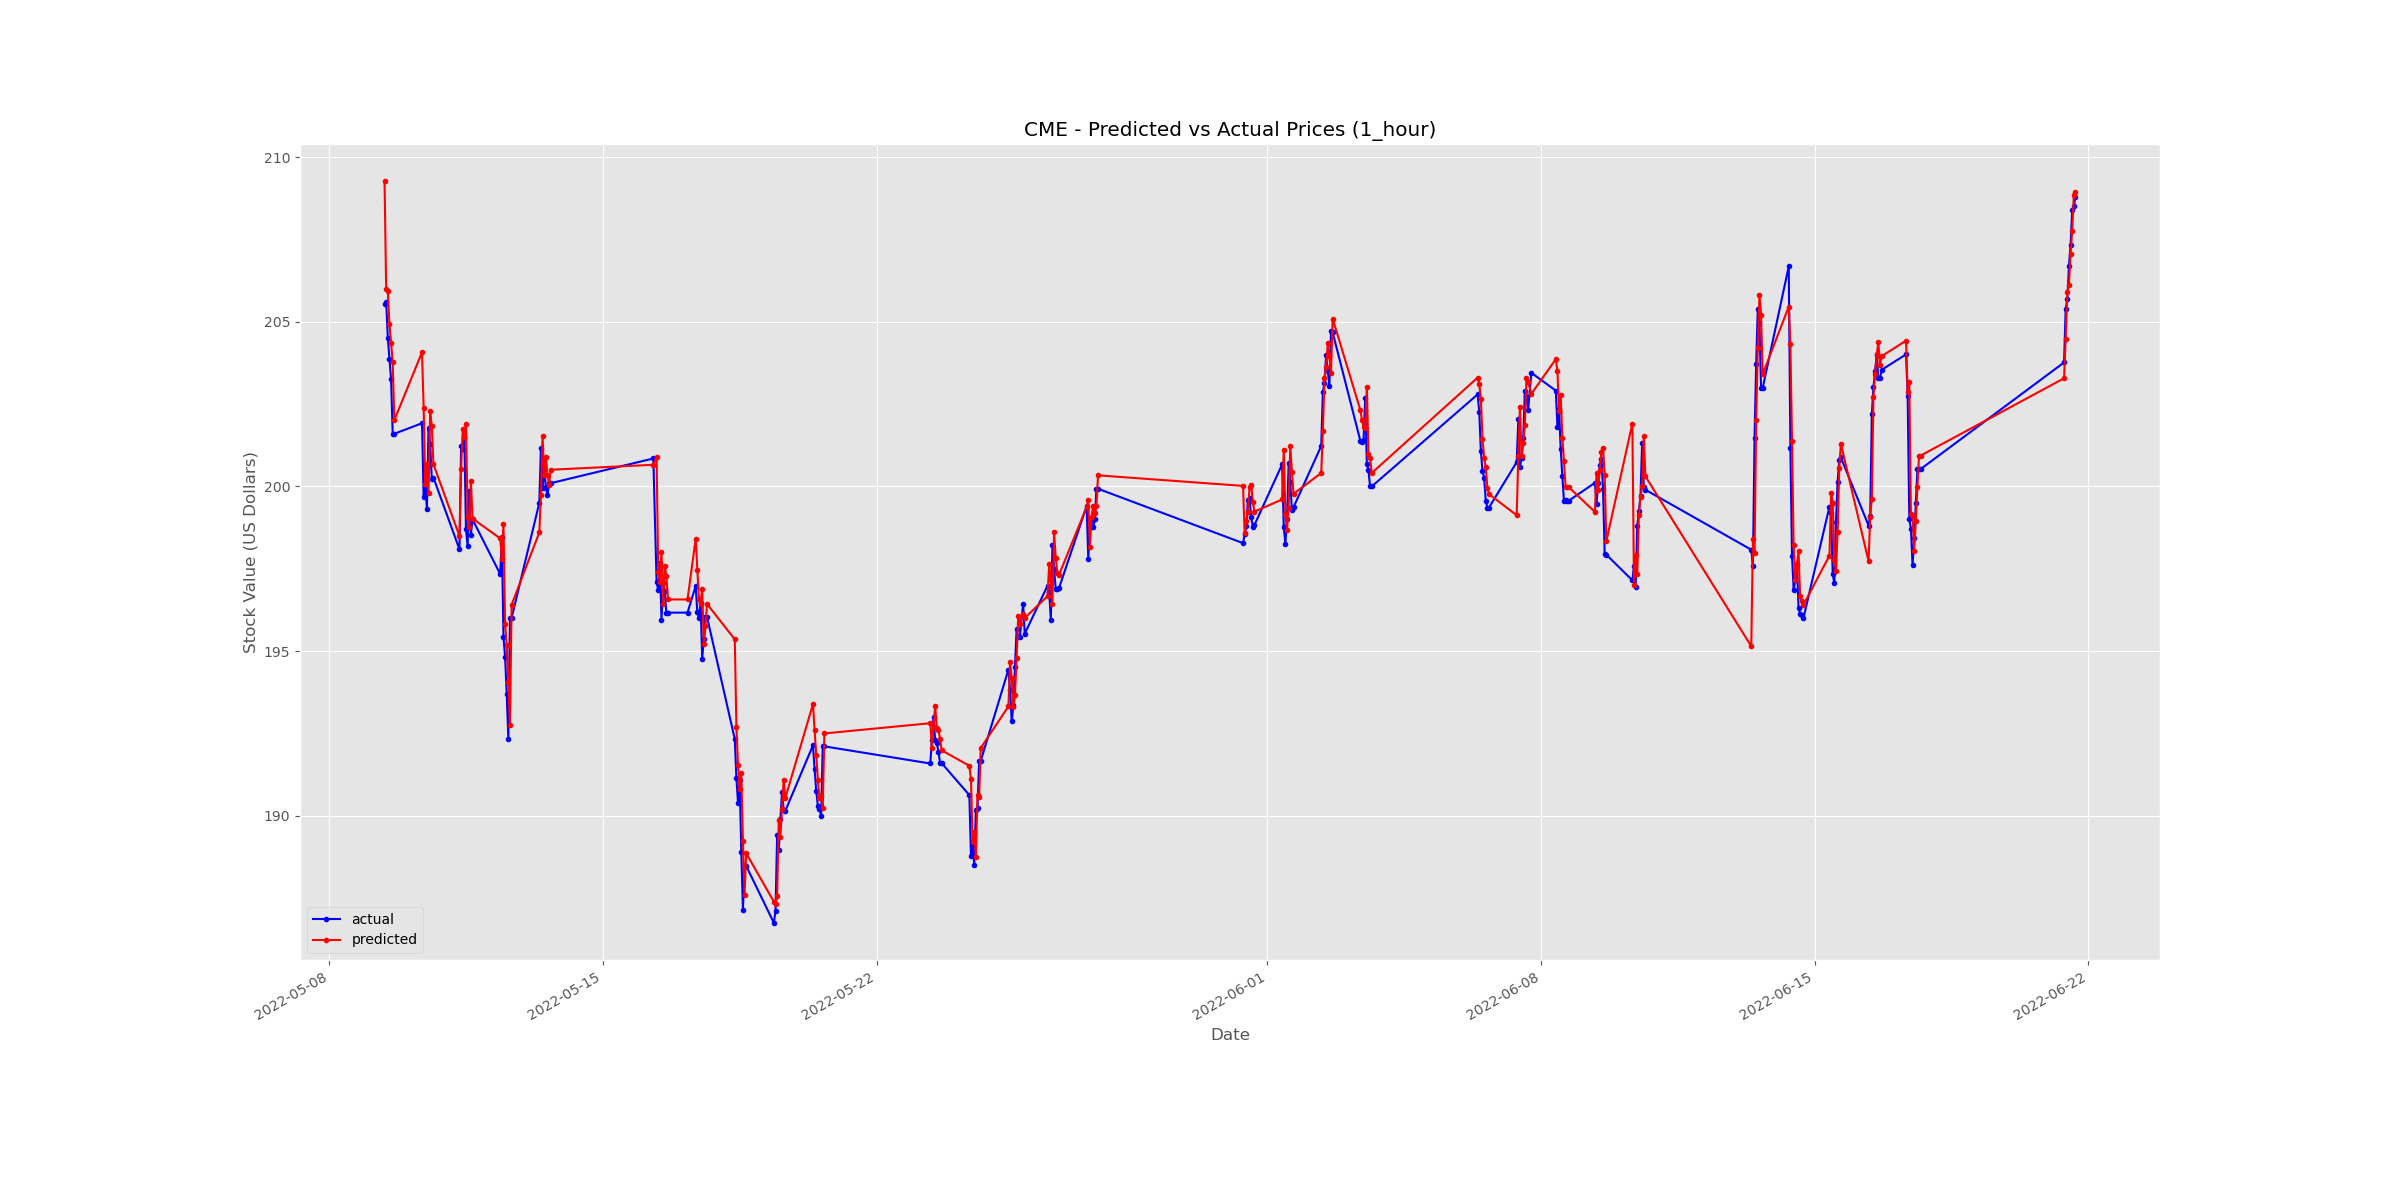 CME - Predicted vs Actual Prices (1_hour)
210
205
200
195
190
Stock Value (US Dollars)
actual
predicted
2022-05-08
2022-05-15
2022-05-22
2022-06-01
2022-06-08
2022-06-15
2022-06-22
Date